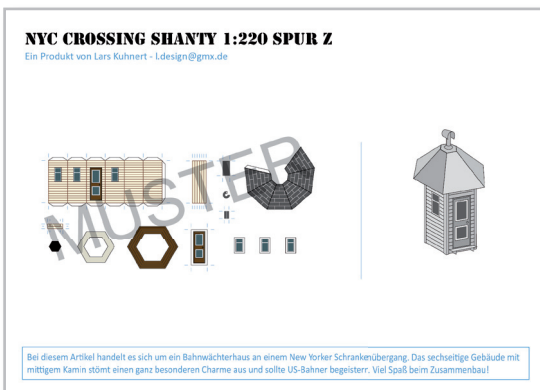 NYC CROSSING SHANTY 1:220 SPUR Z
Ein Produkt von Lars Kuhnert - l.design@gmx.de
MUSTER
Bei diesem Artikel handelt es sich um ein Bahnwächterhaus an einem New Yorker Schrankenübergang. Das sechseitige Gebäude mit
mittigem Kamin stömt einen ganz besonderen Charme aus und sollte US-Bahner begeisterr. Viel Spaß beim Zusammenbau!